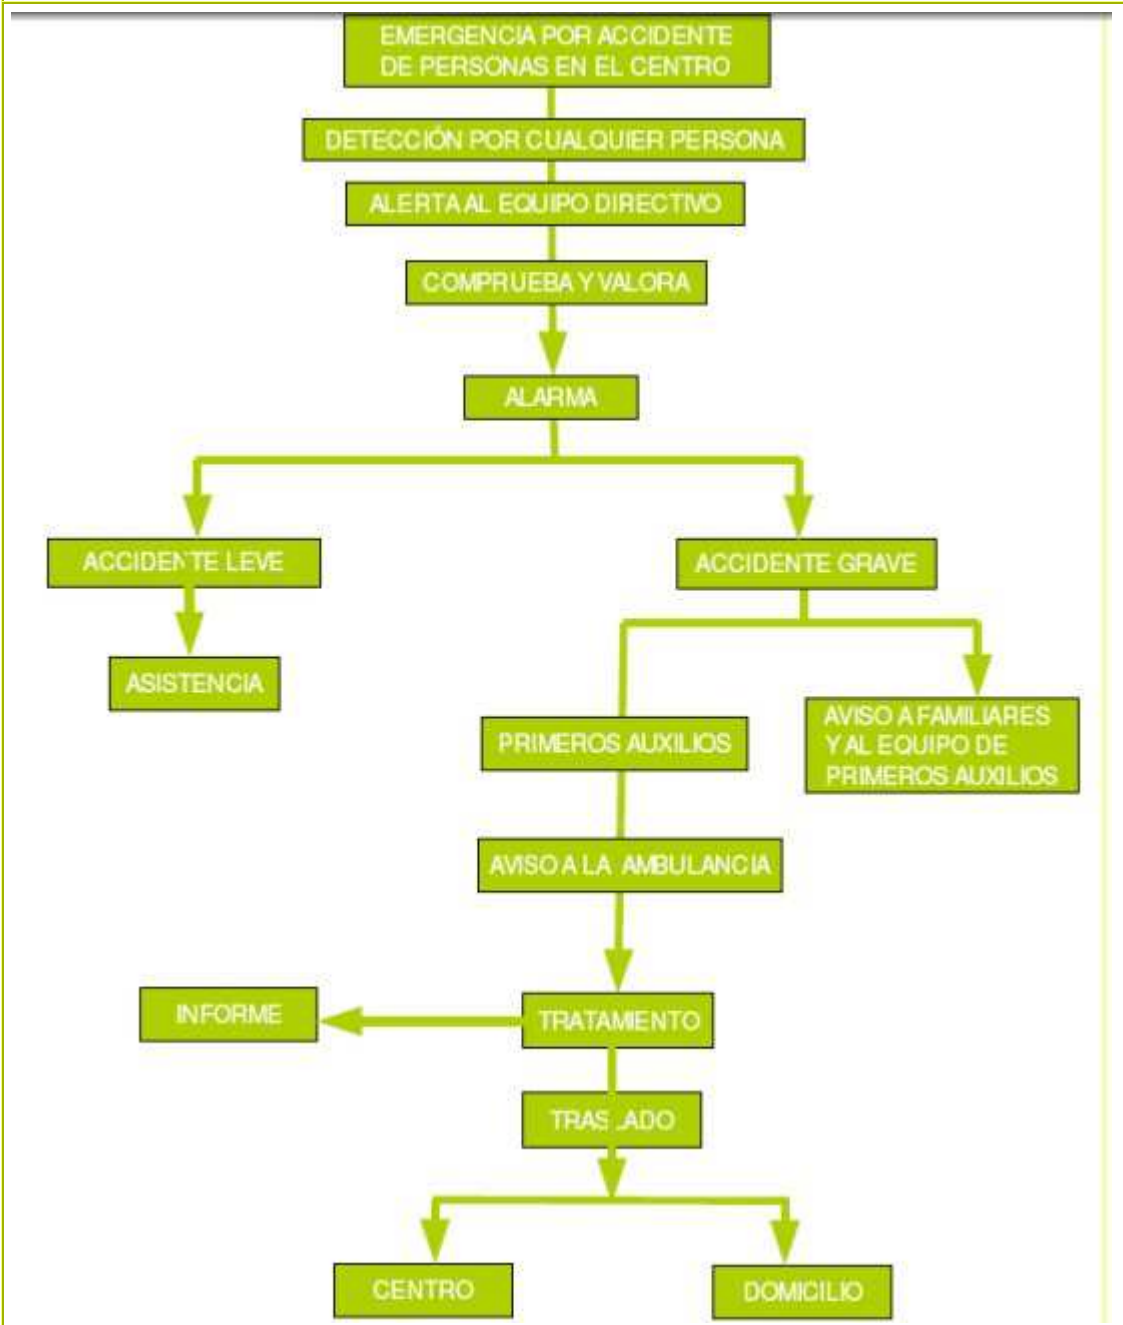 EMERGENCIA POR ACCIDENTE
DE PERSONAS EN EL CENTRO
DETECCIÓN POR CUALQUIER PERSONA
ALERTA AL EQUIPO DIRECTIVO
COMPRUEBA Y VALORA
ALARMA
ACCIDENTE LEVE
ACCIDENTE GRAVE
ASISTENCIA
PRIMEROS AUXILIOS
AVISO A FAMILIARES
Y AL EQUIPO DE
PRIMEROS AUXILIOS
AVISO A LA AMBULANCIA
INFORME
TRATAMIENTO
TRASLADO
CENTRO
DOMICILIO